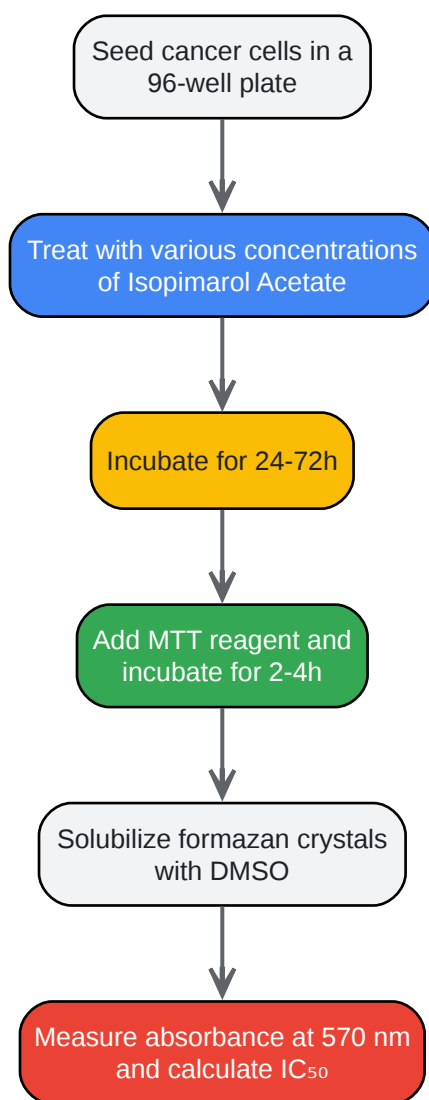 Seed cancer cells in a
96-well plate
Treat with various concentrations
of Isopimarol Acetate
Incubate for 24-72h
Add MTT reagent and
incubate for 2-4h
Solubilize formazan crystals
with DMSO
Measure absorbance at 570 nm
and calculate IC₅₀